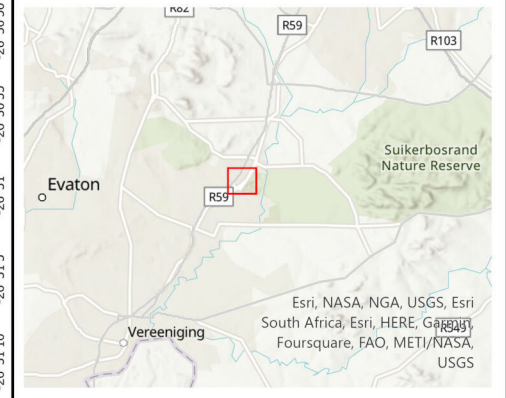 R82
R59
R103
Suikerbosrand
Nature Reserve
Evaton
R59
Vereeniging
Esri, NASA, NGA, USGS, Esri
South Africa, Esri, HERE, Garmin,
Foursquare, FAO, METI/NASA,
USGS
R549